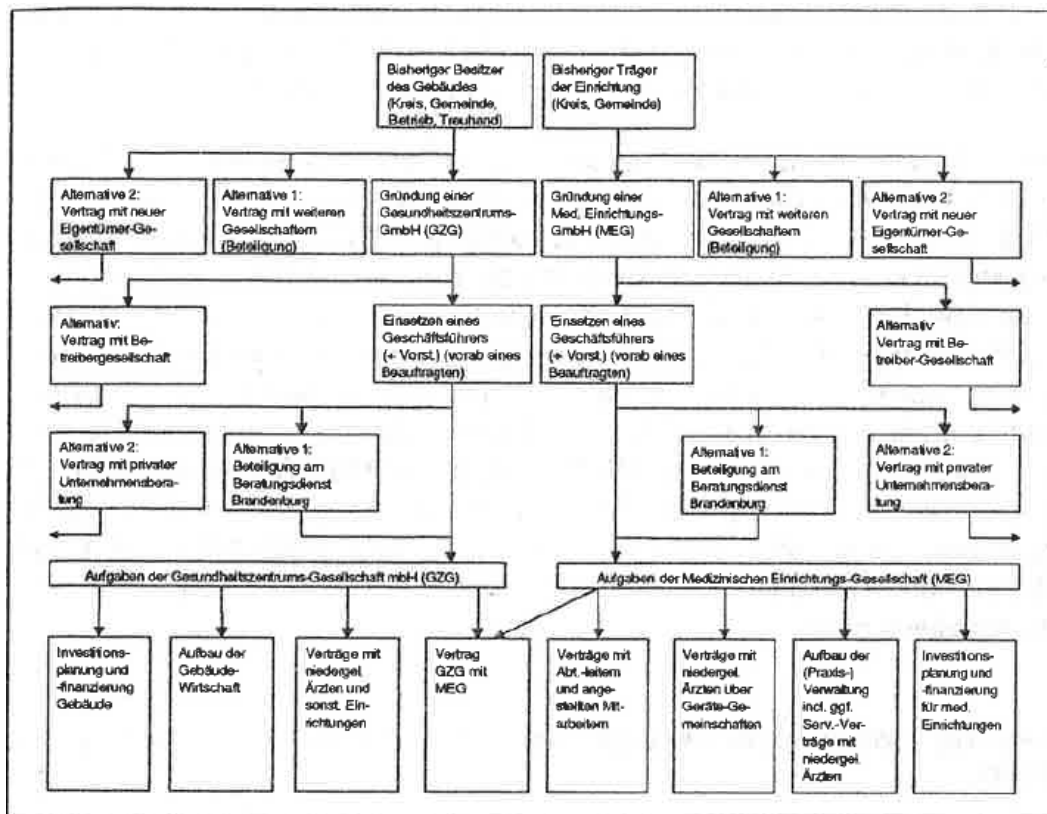 Bisheriger Besitzer
des Gebäudes
(Kreis, Gemeinde,
Betrieb, Treuhand)
Bisheriger Träger
der Einrichtung
(Kreis, Gemeinde)
Alternative 2:
Vertrag mit neuer
Eigentümer-Ge-
sellschaft
Alternative 1:
Vertrag mit weiteren
Gesellschaftern
(Beteiligung)
Gründung einer
Gesundheitszentrums-
GmbH (GZG)
Gründung einer
Med. Einrichtungs-
GmbH (MEG)
Alternative 1:
Vertrag mit weiteren
Gesellschaftern
(Beteiligung)
Alternative 2:
Vertrag mit neuer
Eigentümer-Ge-
sellschaft
Alternativ:
Vertrag mit Be-
treibergesellschaft
Einsetzen eines
Geschäftsführers
(+ Vorst.) (vorab eines
Beauftragten)
Einsetzen eines
Geschäftsführers
(+ Vorst.) (vorab eines
Beauftragten)
Alternativ
Vertrag mit Be-
treiber-Gesellschaft
Alternative 2:
Vertrag mit privater
Unternehmensbera-
tung
Alternative 1:
Beteiligung am
Beratungsdienst
Brandenburg
Alternative 1:
Beteiligung am
Beratungsdienst
Brandenburg
Alternative 2:
Vertrag mit privater
Unternehmensbera-
tung
Aufgaben der Gesundheitszentrums-Gesellschaft mbH (GZG)
Aufgaben der Medizinischen Einrichtungs-Gesellschaft (MEG)
Investitions-
planung und
-finanzierung
Gebäude
Aufbau der
Gebäude-
Wirtschaft
Verträge mit
niedergel.
Ärzten und
sonst. Ein-
richtungen
Vertrag
GZG mit
MEG
Verträge mit
Abt.-leitern
und ange-
stellten Mit-
arbeitern
Verträge mit
niedergel.
Ärzten über
Geräte-Ge-
meinschaften
Aufbau der
(Praxis-)
Verwaltung
incl. ggf.
Serv.-Ver-
träge mit
niedergel.
Ärzten
Investitions-
planung und
-finanzierung
für med.
Einrichtungen